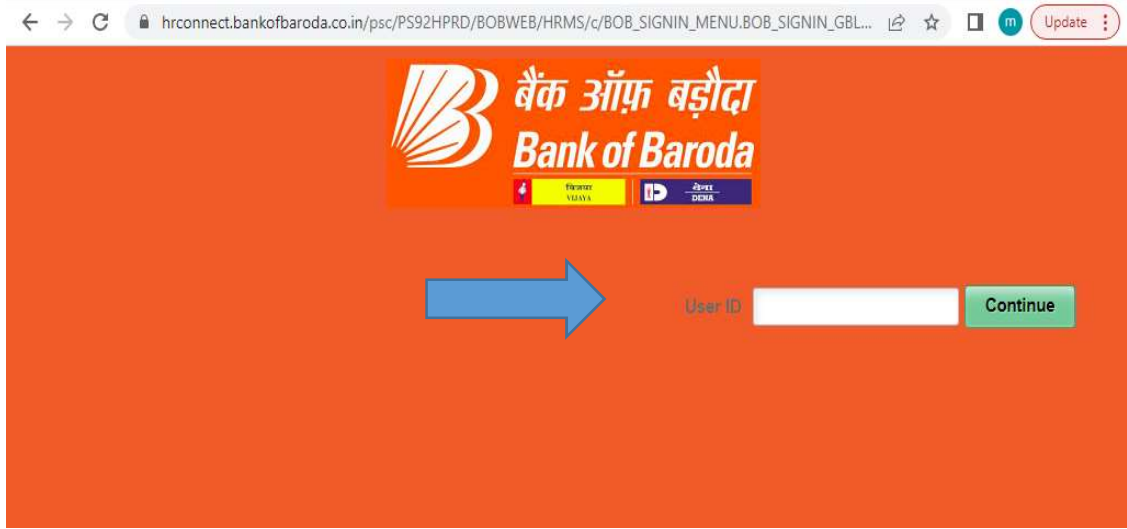 hrconnect.bankofbaroda.co.in/psc/PS92HPRD/BOBWEB/HRMS/c/BOB_SIGNIN_MENU.BOB_SIGNIN_GBL...
m
Update
बैंक ऑफ़ बड़ौदा
Bank of Baroda
विजया
VIJAYA
देना
DENA
User ID
Continue